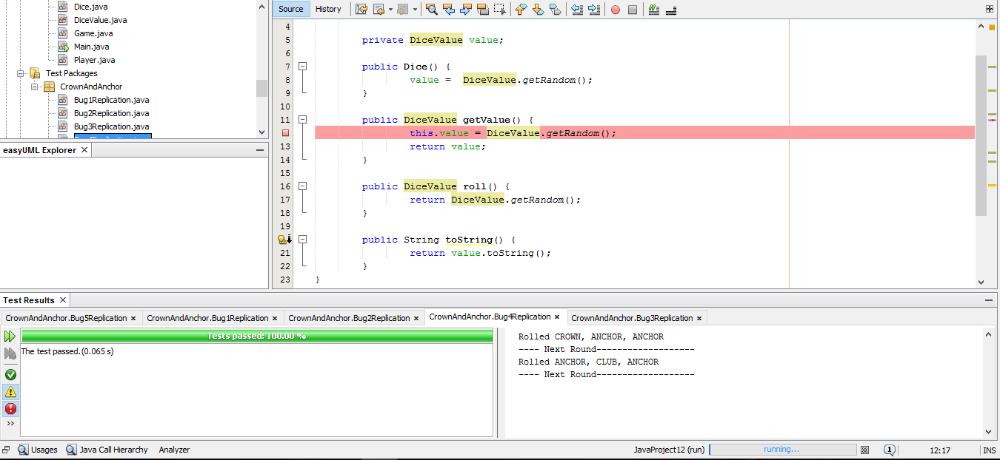 Dice.java
DiceValue.java
Game.java
Main.java
Player.java
Test Packages
CrownAndAnchor
Bug1Replication.java
Bug2Replication.java
Bug3Replication.java
easyUML Explorer
Source History
4
5 private DiceValue value;
6
7 public Dice() {
8 value = DiceValue.getRandom();
9 }
10
11 public DiceValue getValue() {
this.value = DiceValue.getRandom();
13 return value;
14 }
15
16 public DiceValue roll() {
17 return DiceValue.getRandom();
18 }
19
public String toString() {
21 return value.toString();
22 }
23 }
Test Results
CrownAndAnchor.Bug5Replication CrownAndAnchor.Bug1Replication CrownAndAnchor.Bug2Replication CrownAndAnchor.Bug4Replication CrownAndAnchor.Bug3Replication
Tests passed: 100.00 %
The test passed.(0.065 s)
Rolled CROWN, ANCHOR, ANCHOR
---- Next Round-------------------
Rolled ANCHOR, CLUB, ANCHOR
---- Next Round-------------------
Usages Java Call Hierarchy Analyzer JavaProject12 (run) running... 1 12:17 INS